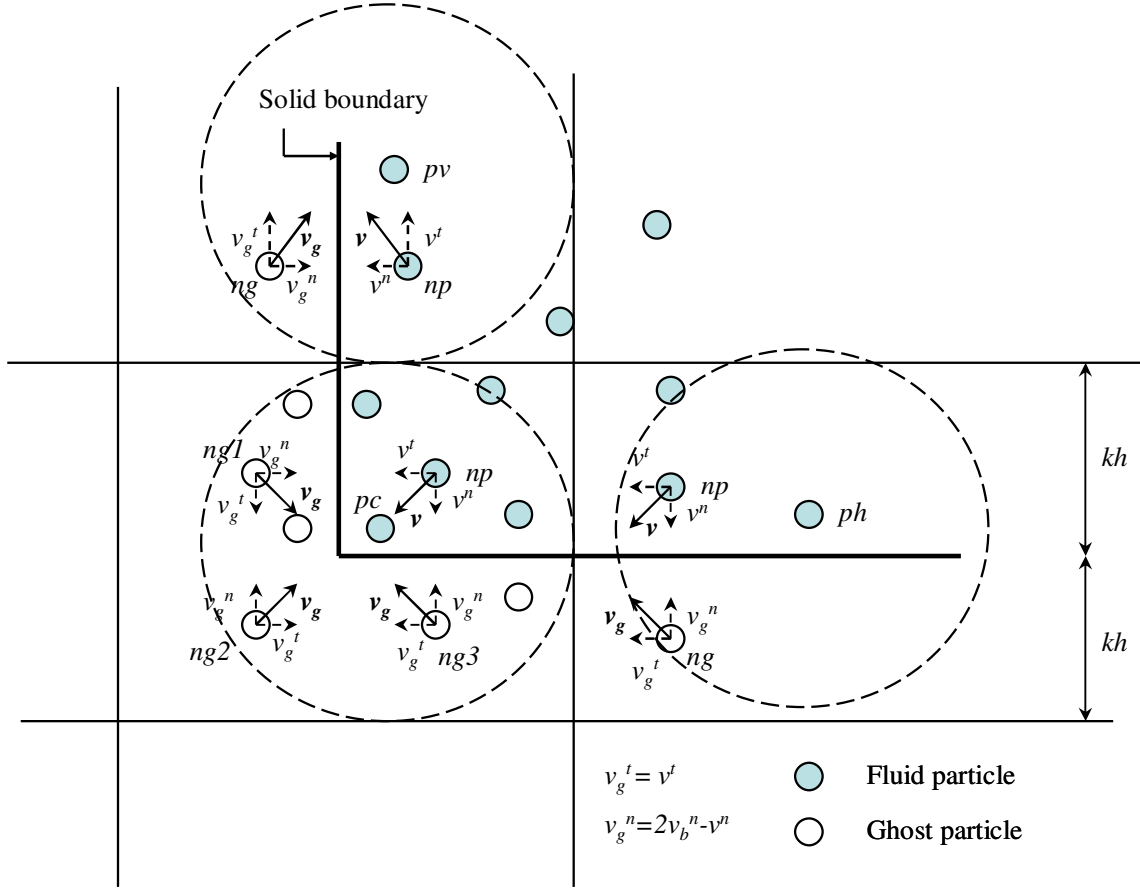 Solid boundary
pv
v_g^t
v_g
v
v^t
ng
v_g^n
v^n
np
ng1
v_g^n
v^t
np
v_g^t
v_g
pc
v
v^n
v^t
np
v
v^n
ph
kh
v_g^n
v_g
v_g
v_g^n
v_g
v_g^n
kh
ng2
v_g^t
v_g^t
ng3
v_g^t
ng
v_g^t = v^t
Fluid particle
v_g^n=2v_b^n-v^n
Ghost particle